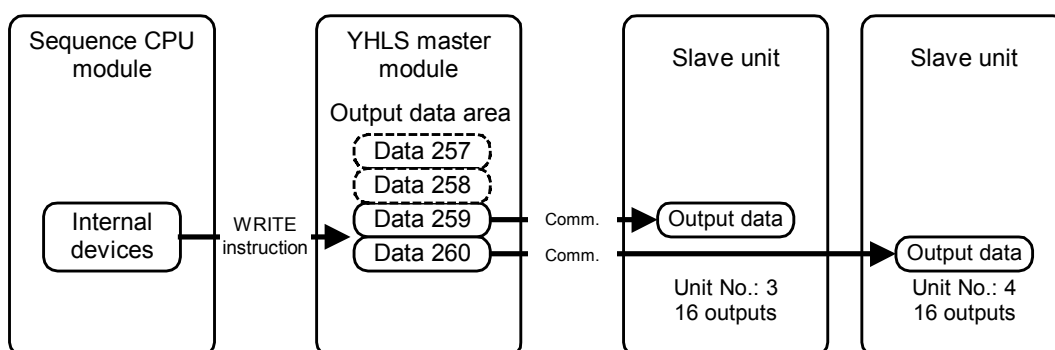 Sequence CPU
module
Internal
devices
WRITE
instruction
YHLS master
module
Output data area
Data 257
Data 258
Data 259
Data 260
Comm.
Comm.
Slave unit
Output data
Unit No.: 3
16 outputs
Slave unit
Output data
Unit No.: 4
16 outputs